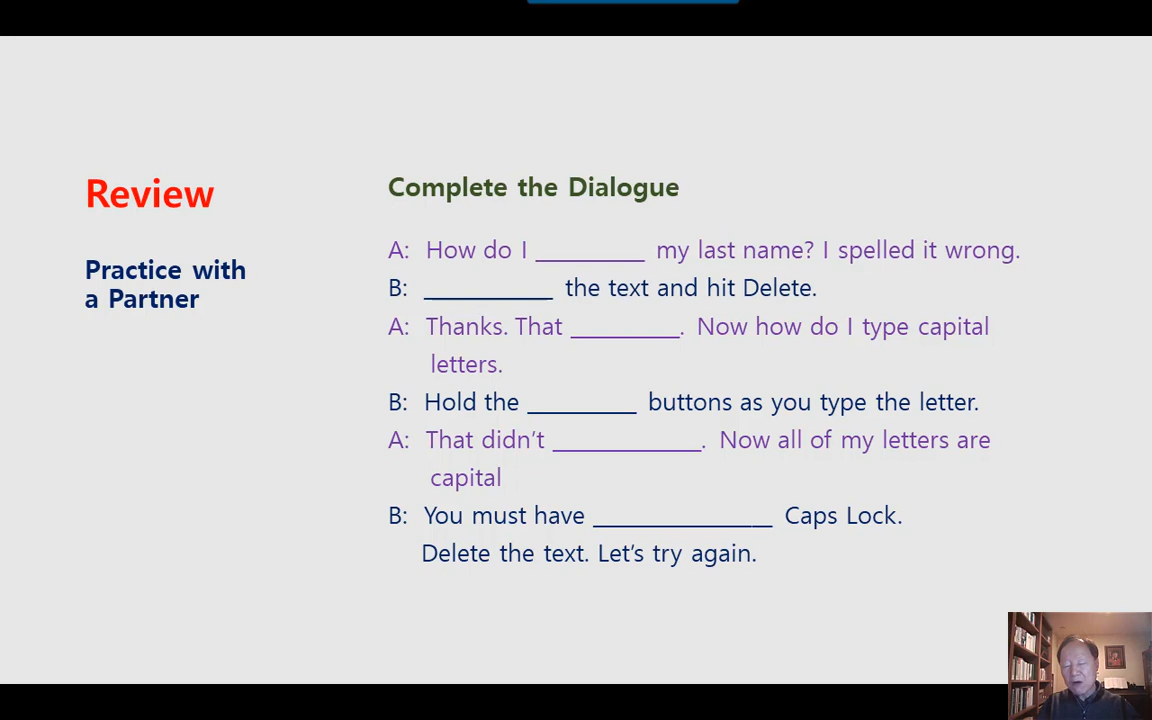 Review
Practice with
a Partner
Complete the Dialogue
A: How do I _________ my last name? I spelled it wrong.
B: ___________ the text and hit Delete.
A: Thanks. That _________. Now how do I type capital
letters.
B: Hold the _________ buttons as you type the letter.
A: That didn't ____________. Now all of my letters are
capital
B: You must have _______________ Caps Lock.
Delete the text. Let's try again.